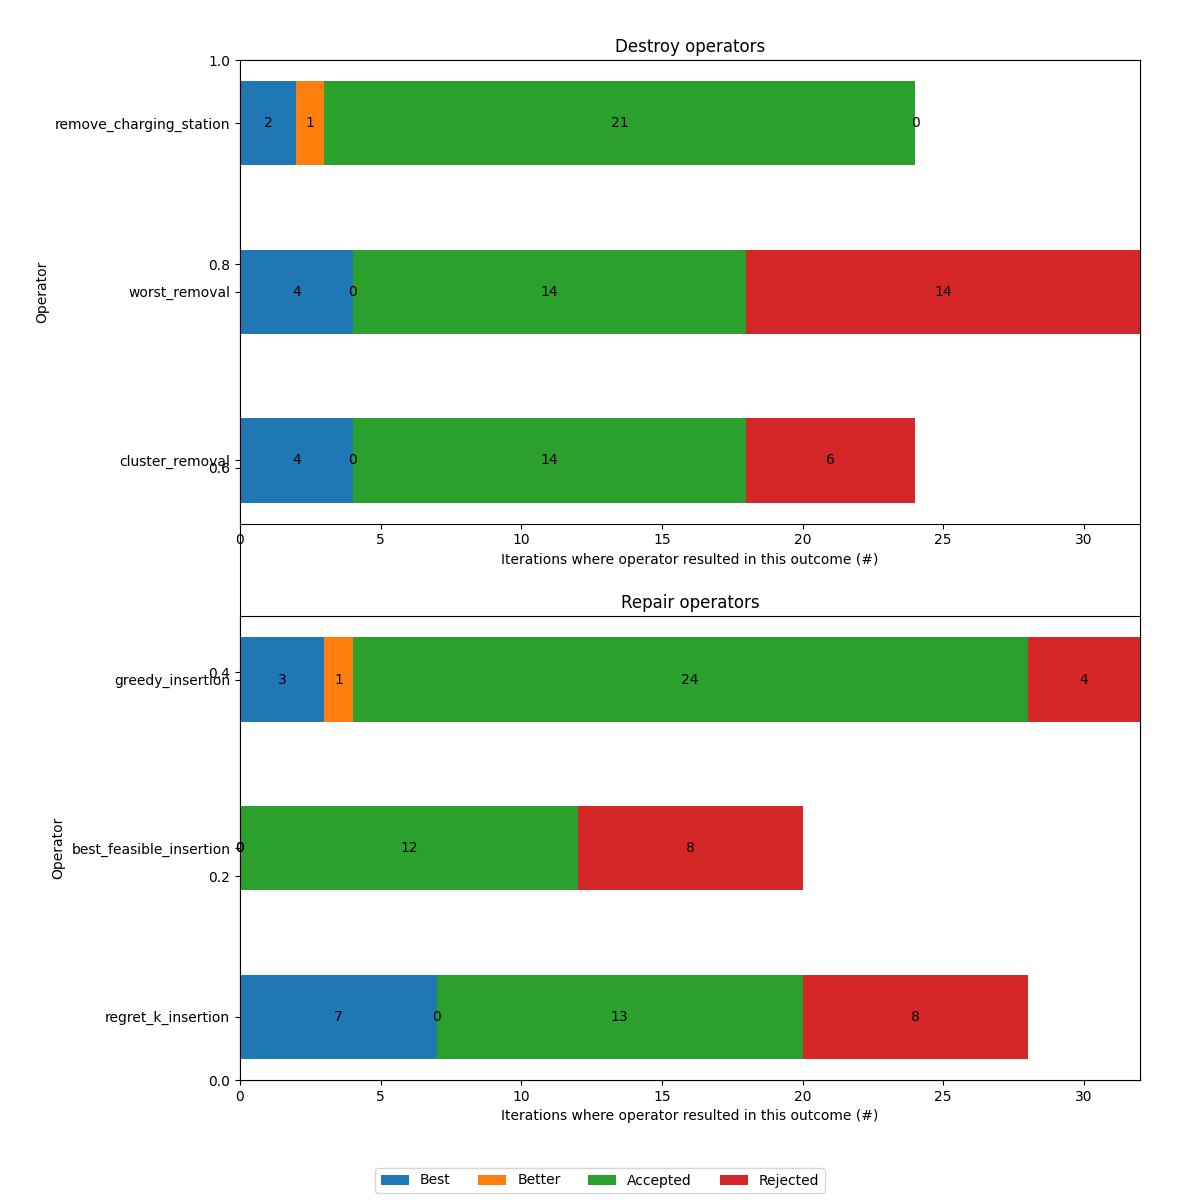 Destroy operators
1.0
remove_charging_station
2 1 21 0
0.8
Operator
worst_removal
4 0 14 14
cluster_removal
4 0 14 6
0.6
0 5 10 15 20 25 30
Iterations where operator resulted in this outcome (#)
Repair operators
0.4
greedy_insertion
3 1 24 4
Operator
best_feasible_insertion
0 0 12 8
0.2
regret_k_insertion
7 0 13 8
0.0
0 5 10 15 20 25 30
Iterations where operator resulted in this outcome (#)
Best Better Accepted Rejected